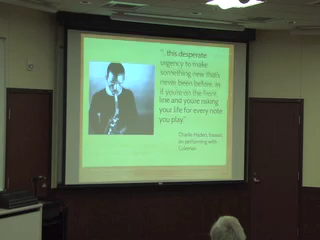 "...this desperate
urgency to make
something new that's
never been before as
if you're on the front
line and you're risking
your life for every note
you play."
Charlie Haden, bassist,
on performing with
Coleman